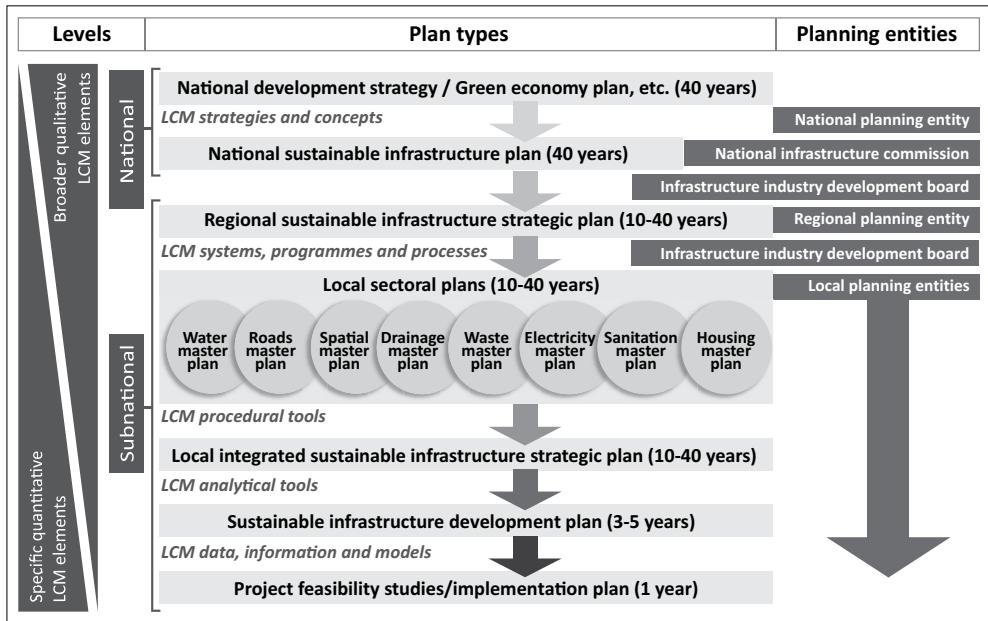 Levels
Plan types
Planning entities
Broader qualitative
LCM elements
Specific quantitative
LCM elements
National
Subnational
National development strategy / Green economy plan, etc. (40 years)
LCM strategies and concepts
National planning entity
National sustainable infrastructure plan (40 years)
National infrastructure commission
Infrastructure industry development board
Regional sustainable infrastructure strategic plan (10-40 years)
Regional planning entity
LCM systems, programmes and processes
Infrastructure industry development board
Local sectoral plans (10-40 years)
Local planning entities
Water
master
plan
Roads
master
plan
Spatial
master
plan
Drainage
master
plan
Waste
master
plan
Electricity
master
plan
Sanitation
master
plan
Housing
master
plan
LCM procedural tools
Local integrated sustainable infrastructure strategic plan (10-40 years)
LCM analytical tools
Sustainable infrastructure development plan (3-5 years)
LCM data, information and models
Project feasibility studies/implementation plan (1 year)